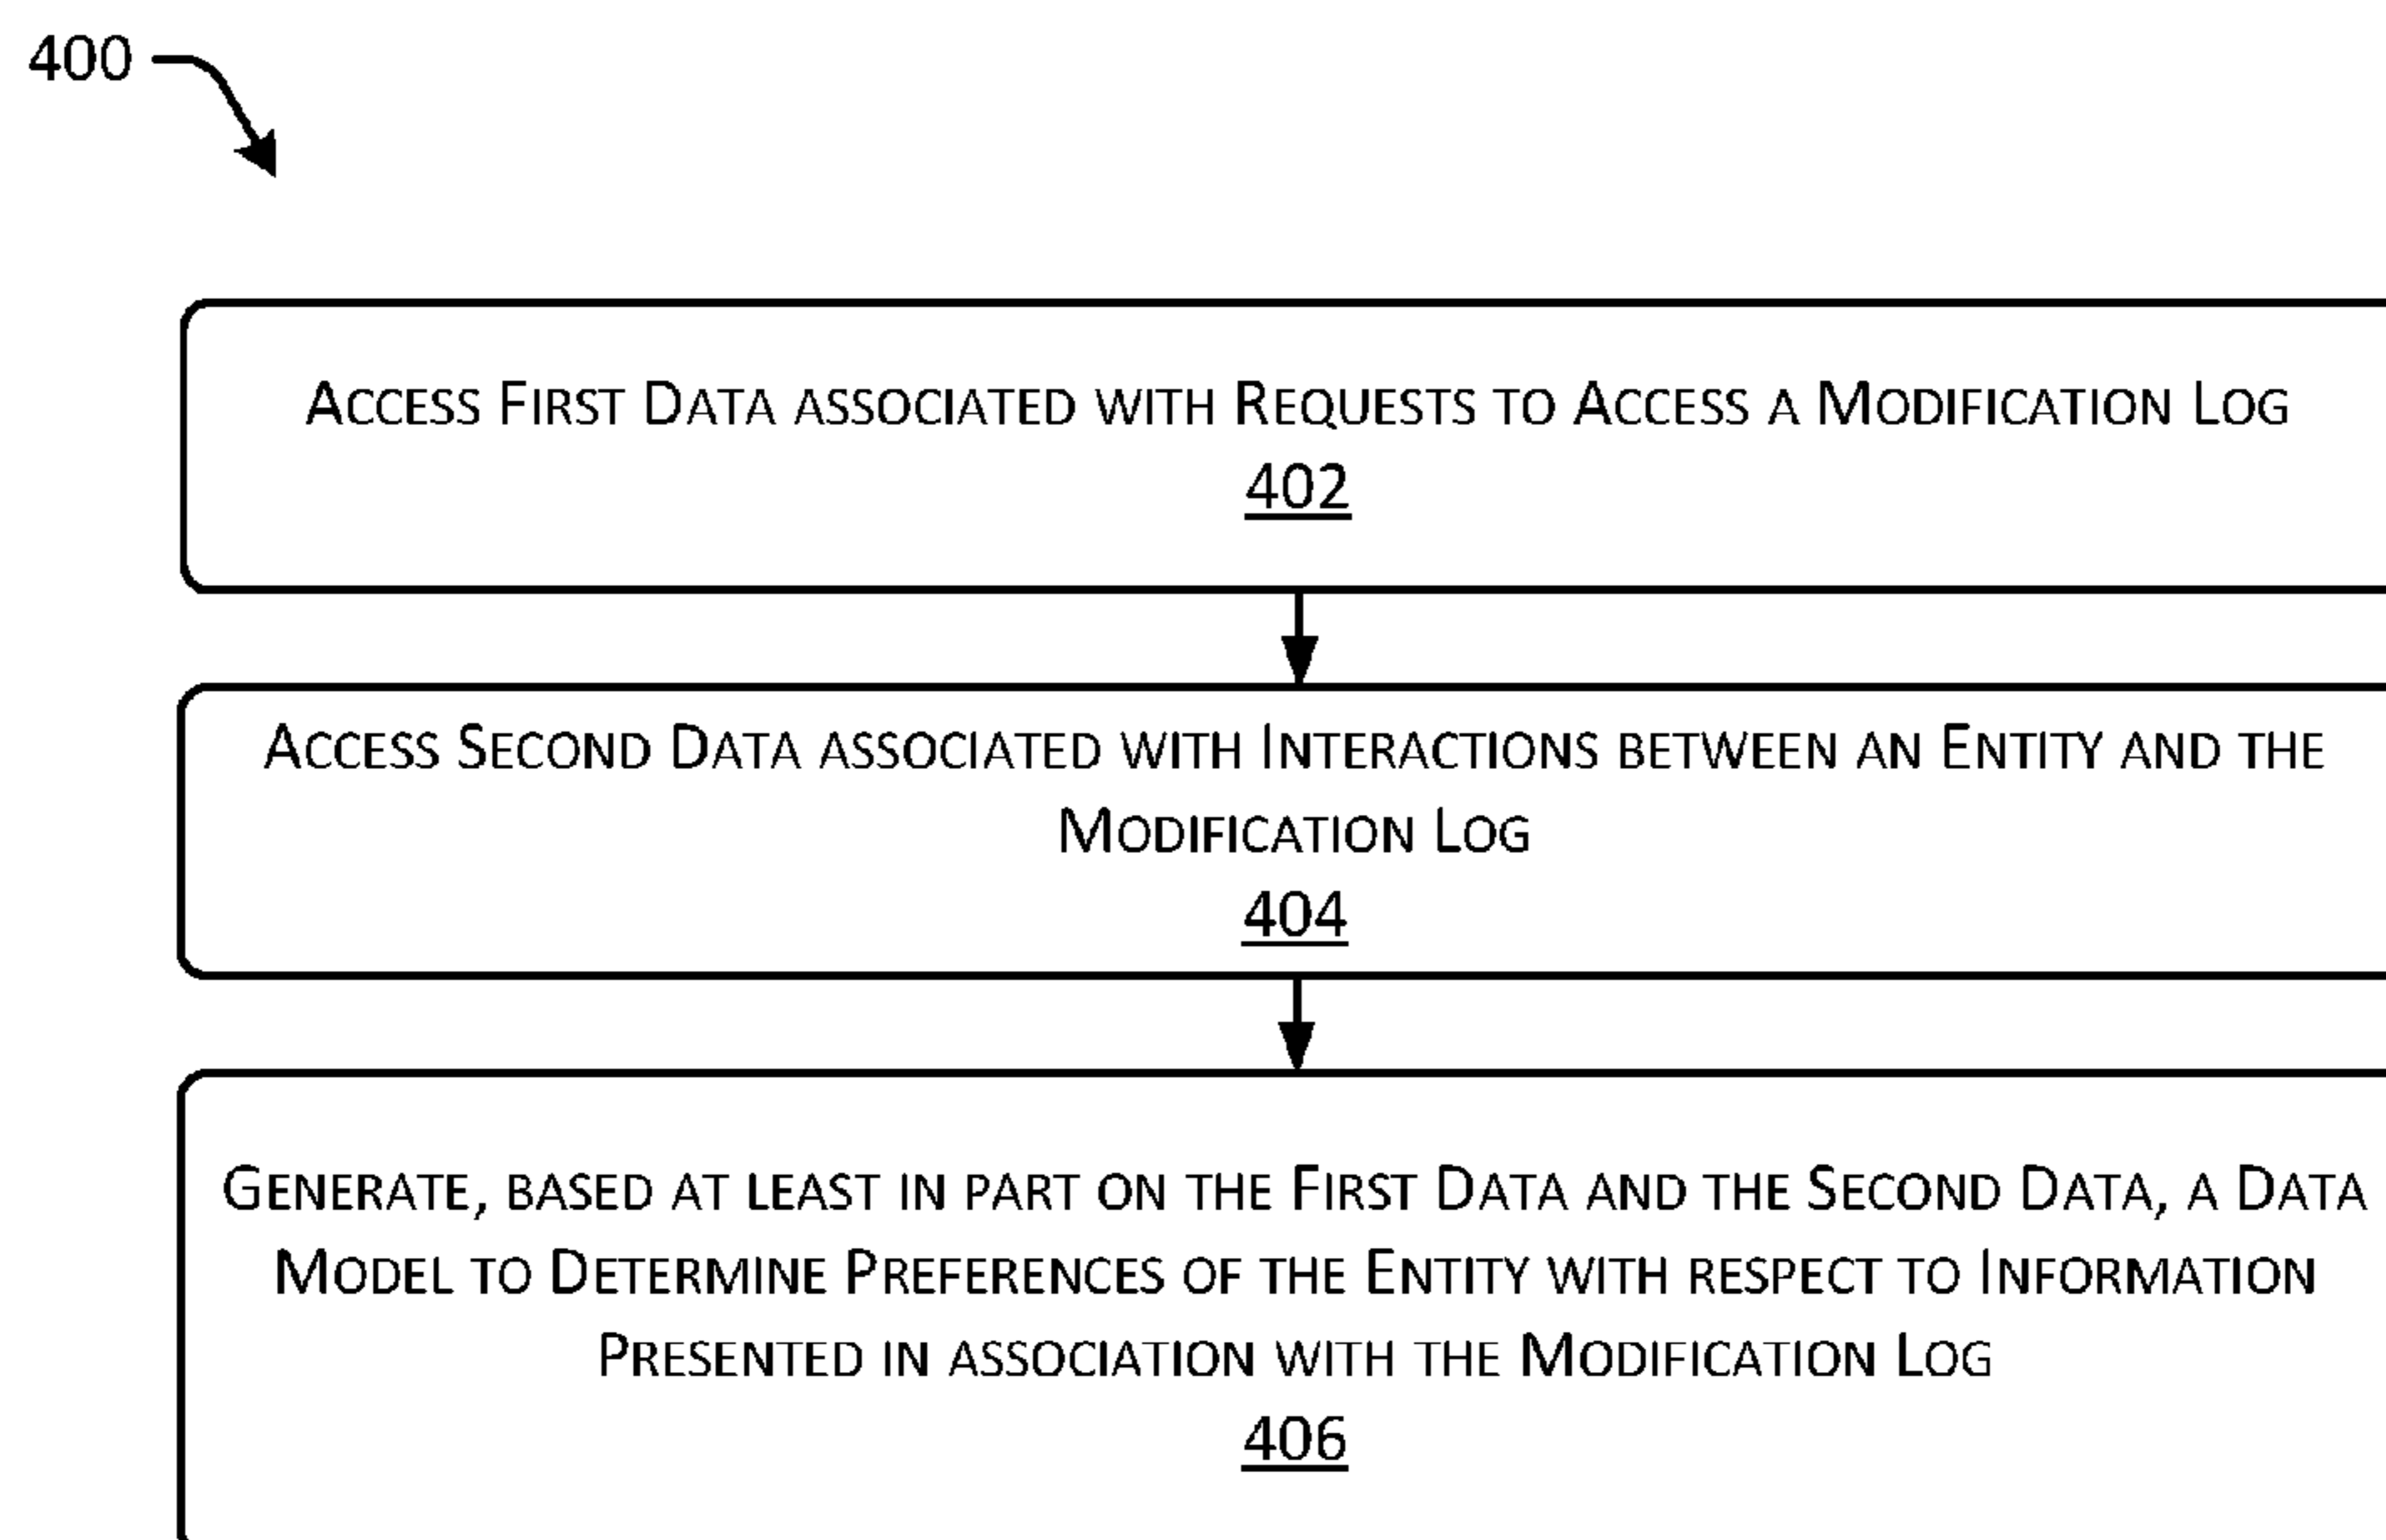 400
Access First Data associated with Requests to Access a Modification Log
402
Access Second Data associated with Interactions between an Entity and the
Modification Log
404
Generate, based at least in part on the First Data and the Second Data, a Data
Model to Determine Preferences of the Entity with respect to Information
Presented in association with the Modification Log
406